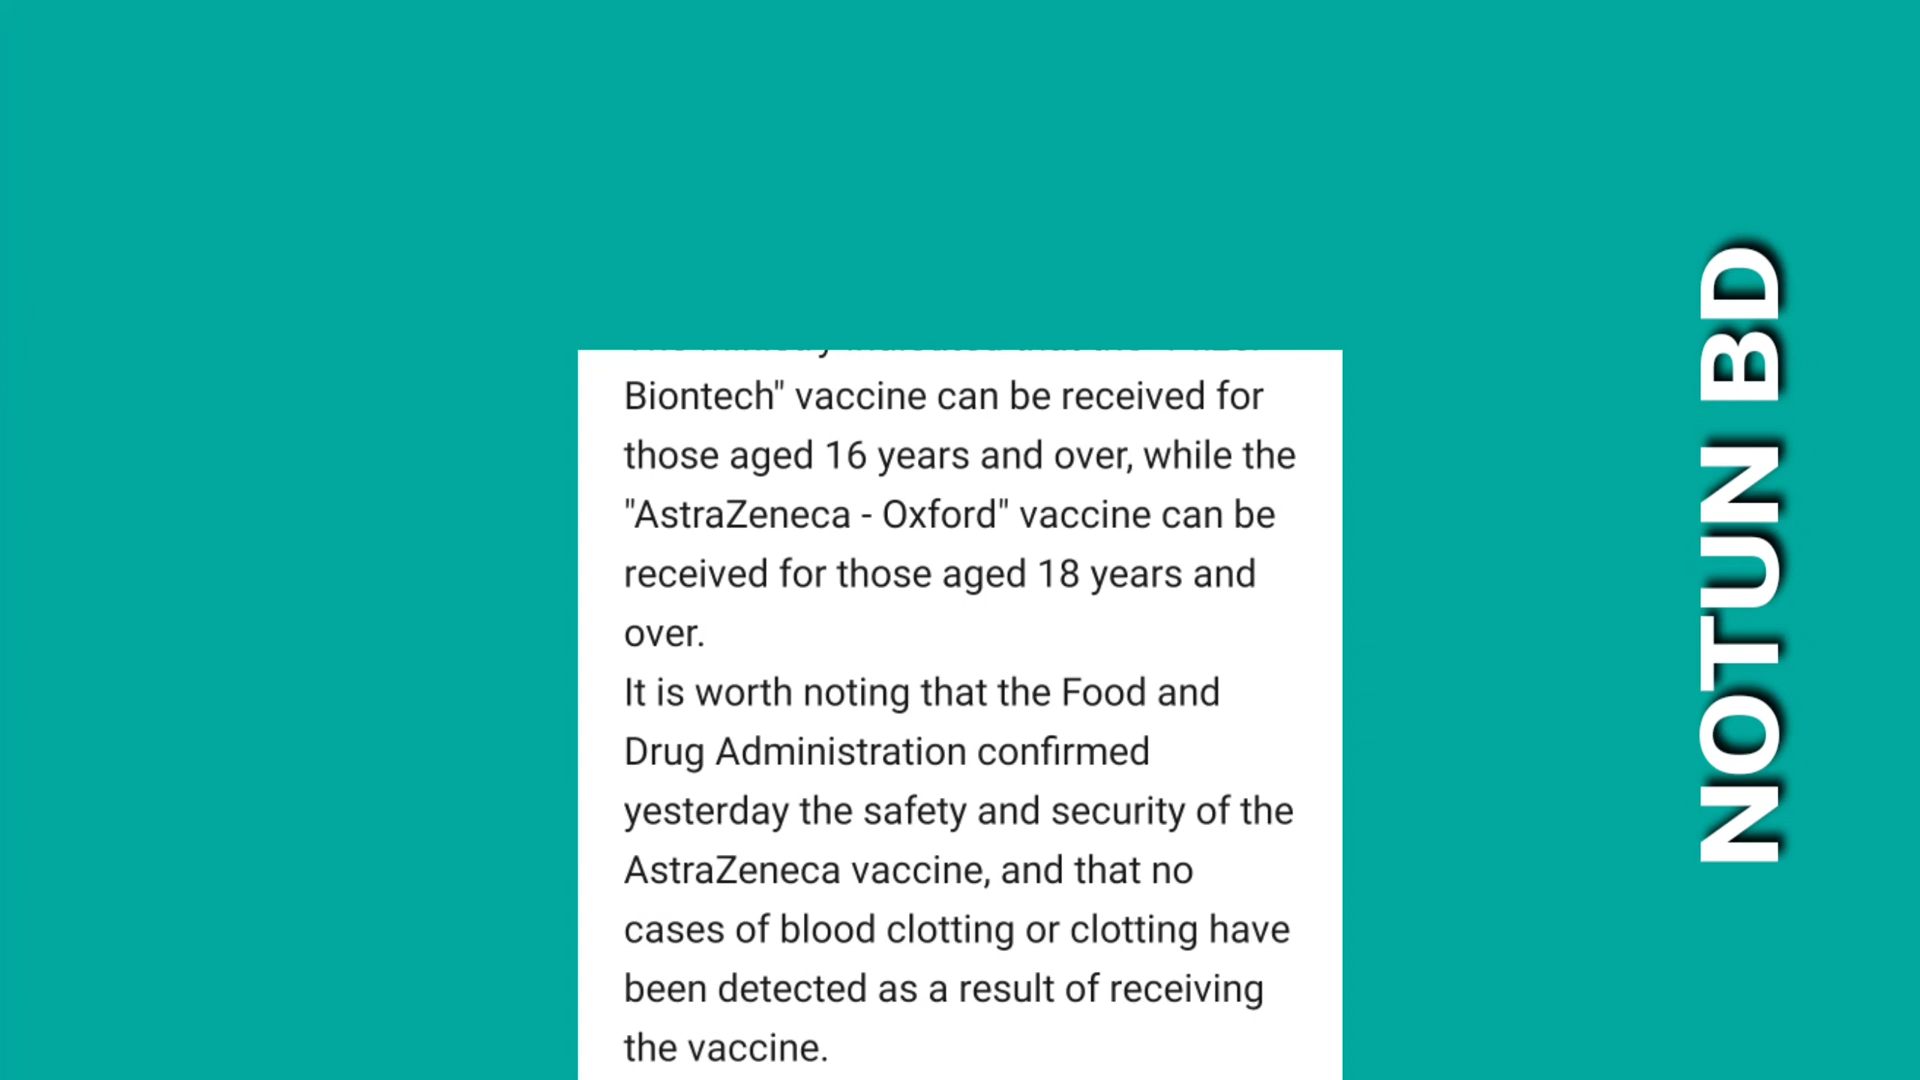 Biontech" vaccine can be received for
those aged 16 years and over, while the
"AstraZeneca - Oxford" vaccine can be
received for those aged 18 years and
over.
It is worth noting that the Food and
Drug Administration confirmed
yesterday the safety and security of the
AstraZeneca vaccine, and that no
cases of blood clotting or clotting have
been detected as a result of receiving
the vaccine.
NOTUN BD